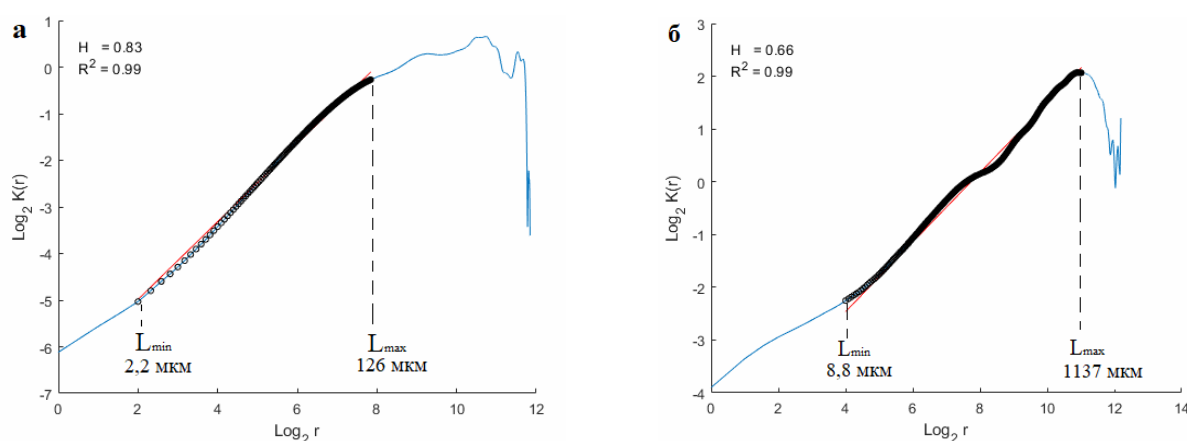 а
H = 0.83
R² = 0.99
Log₂ K(r)
1
0
-1
-2
-3
-4
-5
-6
-7
Lmin
2,2 мкм
Lmax
126 мкм
0 2 4 6 8 10 12
Log₂ r
б
H = 0.66
R² = 0.99
Log₂ K(r)
4
3
2
1
0
-1
-2
-3
-4
Lmin
8,8 мкм
Lmax
1137 мкм
0 2 4 6 8 10 12 14
Log₂ r